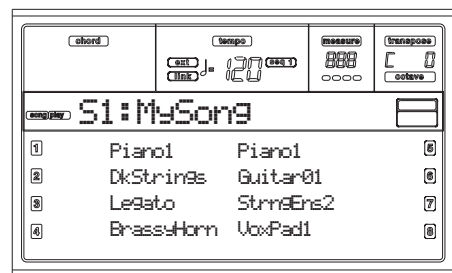 chord tempo measure transpose
ext seq 1 888 C 0
link ♩= 120 octave
song play S1:MySong
1 Piano1 Piano1 5
2 DkStrings Guitar01 6
3 Legato StrngEns2 7
4 BrassyHorn VoxPad1 8